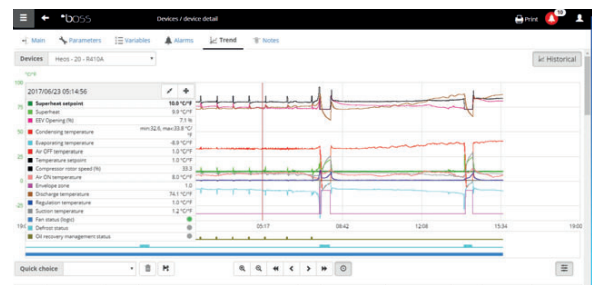 boss
Devices / device detail
Print
10
Main
Parameters
Variables
Alarms
Trend
Notes
Devices
Heos - 20 - R410A
Historical
°C/°F
100
2017/06/23 05:14:56
Superheat setpoint 10.0 °C/°F
75
Superheat 9.9 °C/°F
EEV Opening (%) 7.1 %
50
Condensing temperature min:32.6, max:33.8 °C/°F
Evaporating temperature -8.9 °C/°F
Air OFF temperature 1.0 °C/°F
25
Temperature setpoint 1.0 °C/°F
Compressor rotor speed (%) 33.3
0
Air ON temperature 8.0 °C/°F
Envelope zone 1.0
Discharge temperature 74.1 °C/°F
-25
Regulation temperature 1.0 °C/°F
Suction temperature 1.2 °C/°F
Fan status (logic)
Defrost status
Oil recovery management status
05:17
09:42
12:08
15:34
19:00
Quick choice